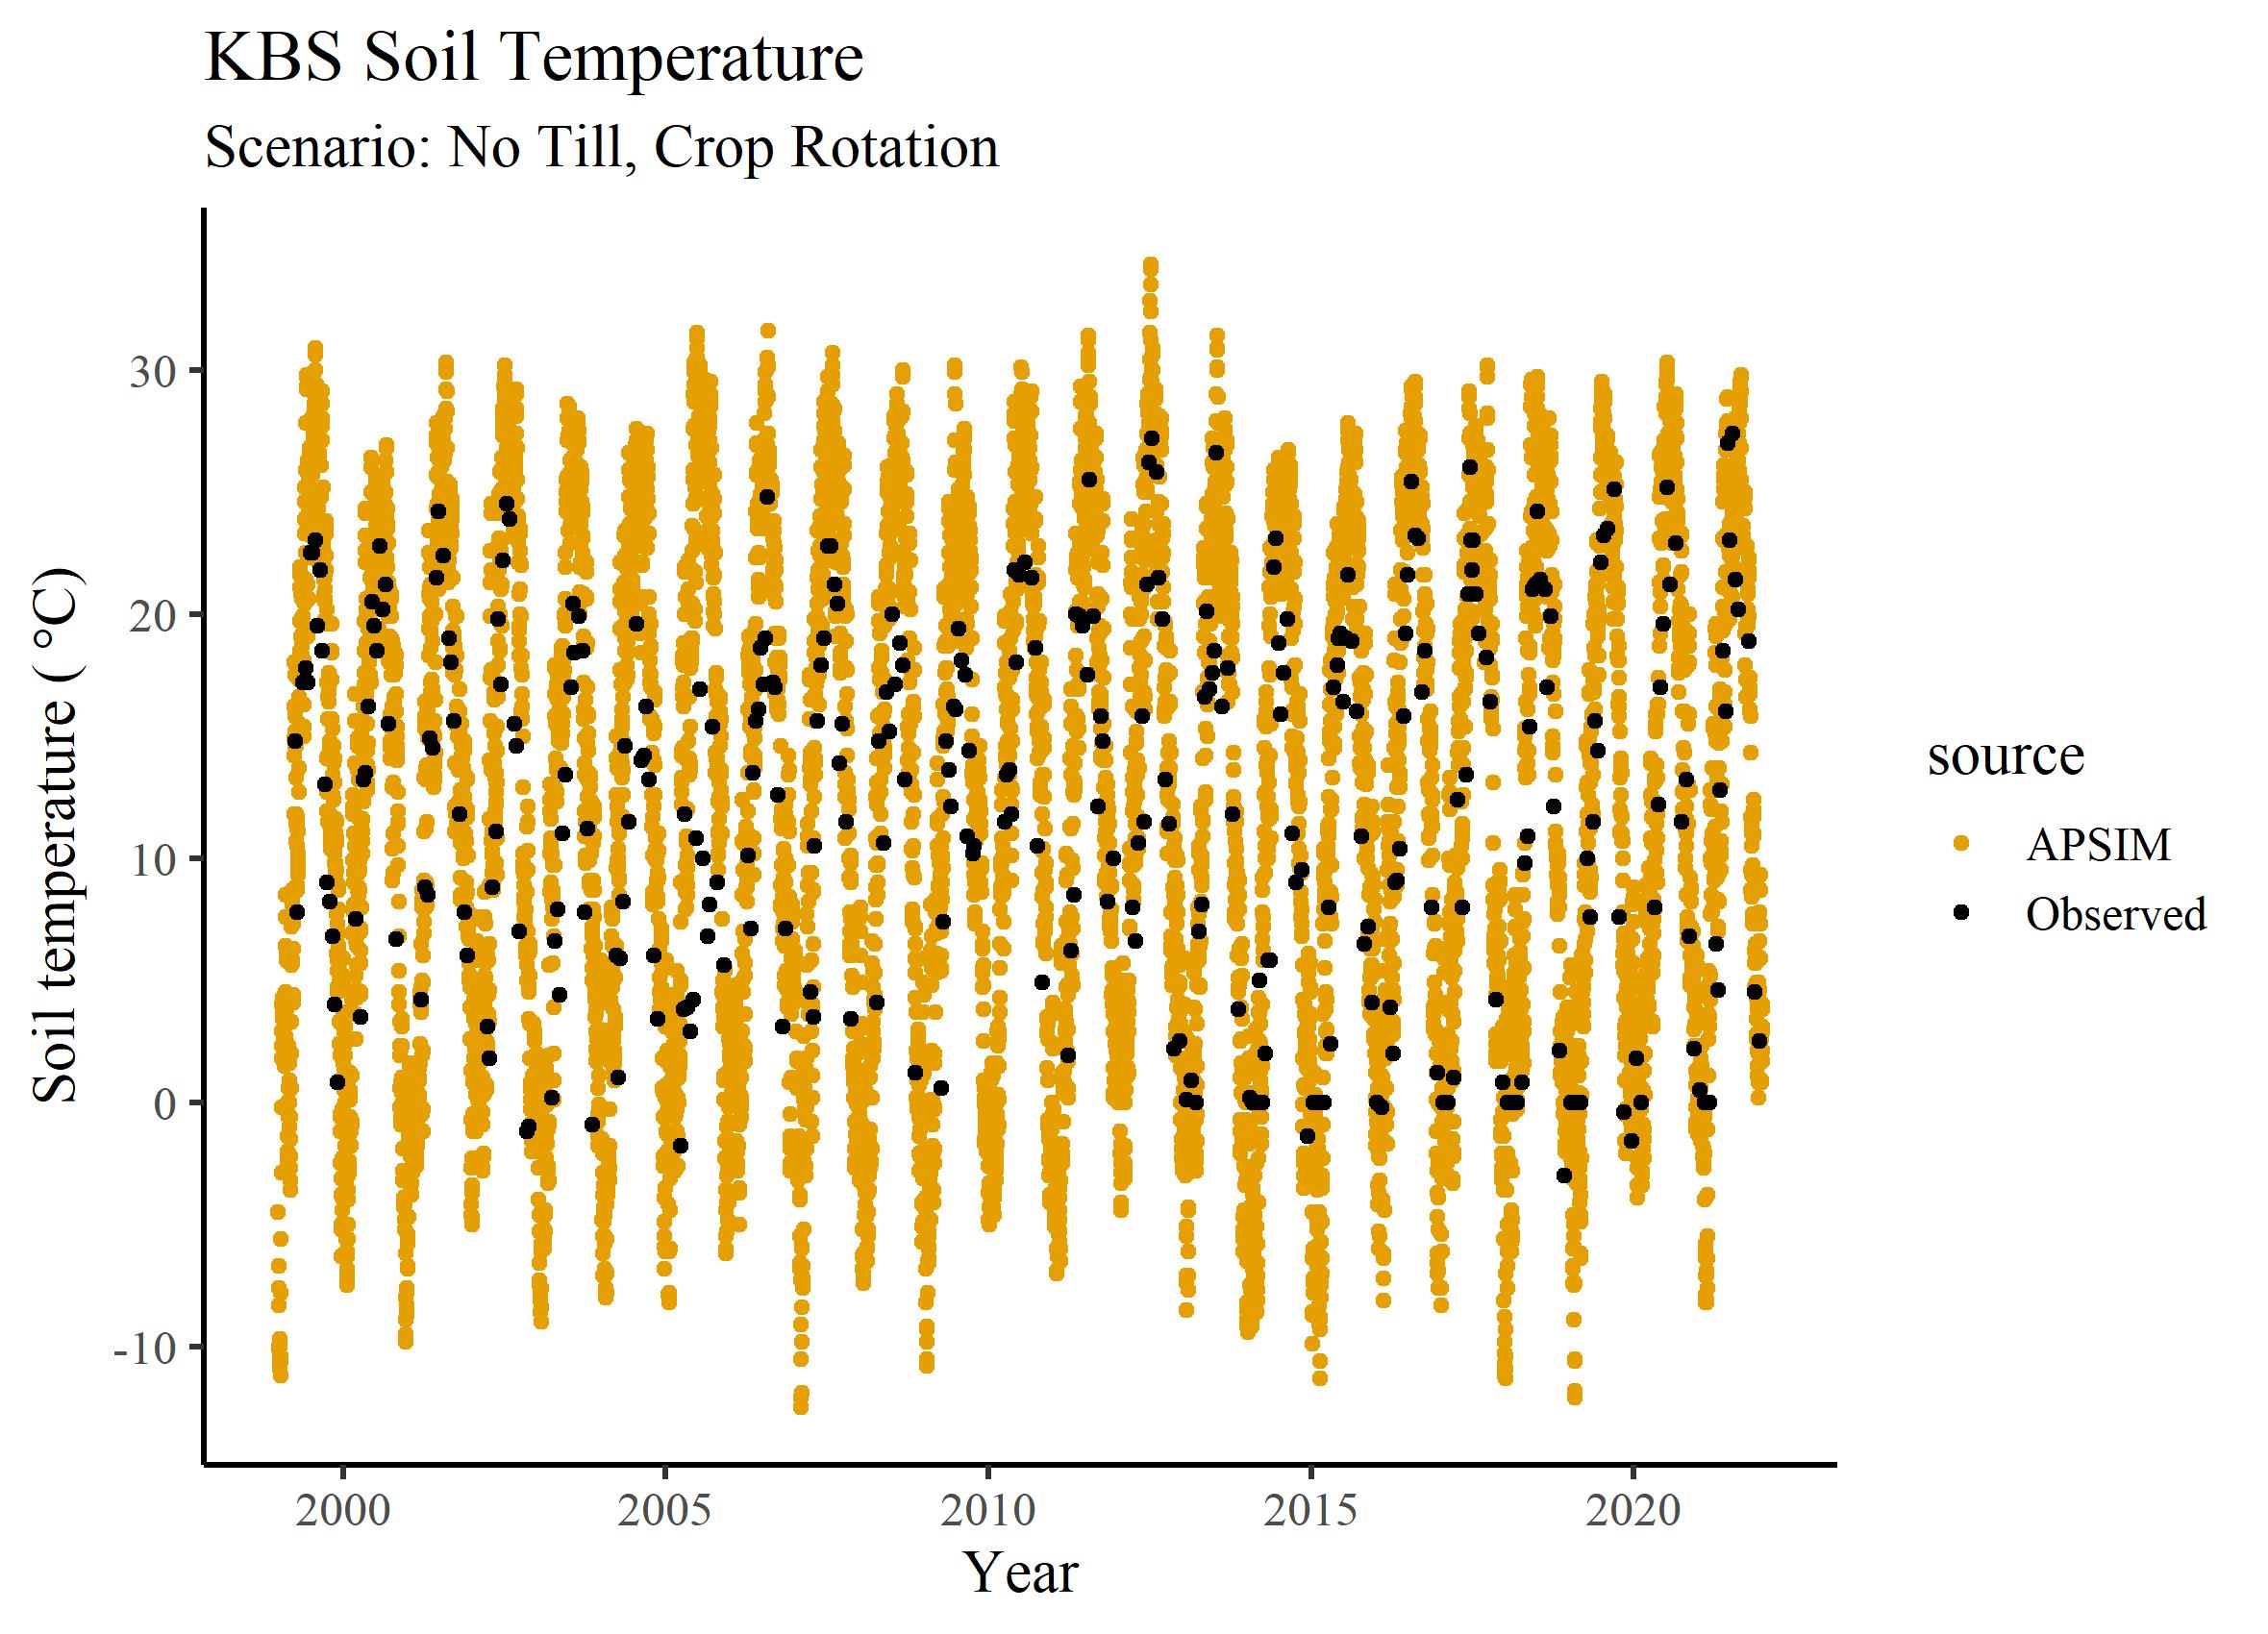 KBS Soil Temperature
Scenario: No Till, Crop Rotation
Soil temperature ( °C)
30
20
10
0
-10
2000
2005
2010
2015
2020
Year
source
APSIM
Observed